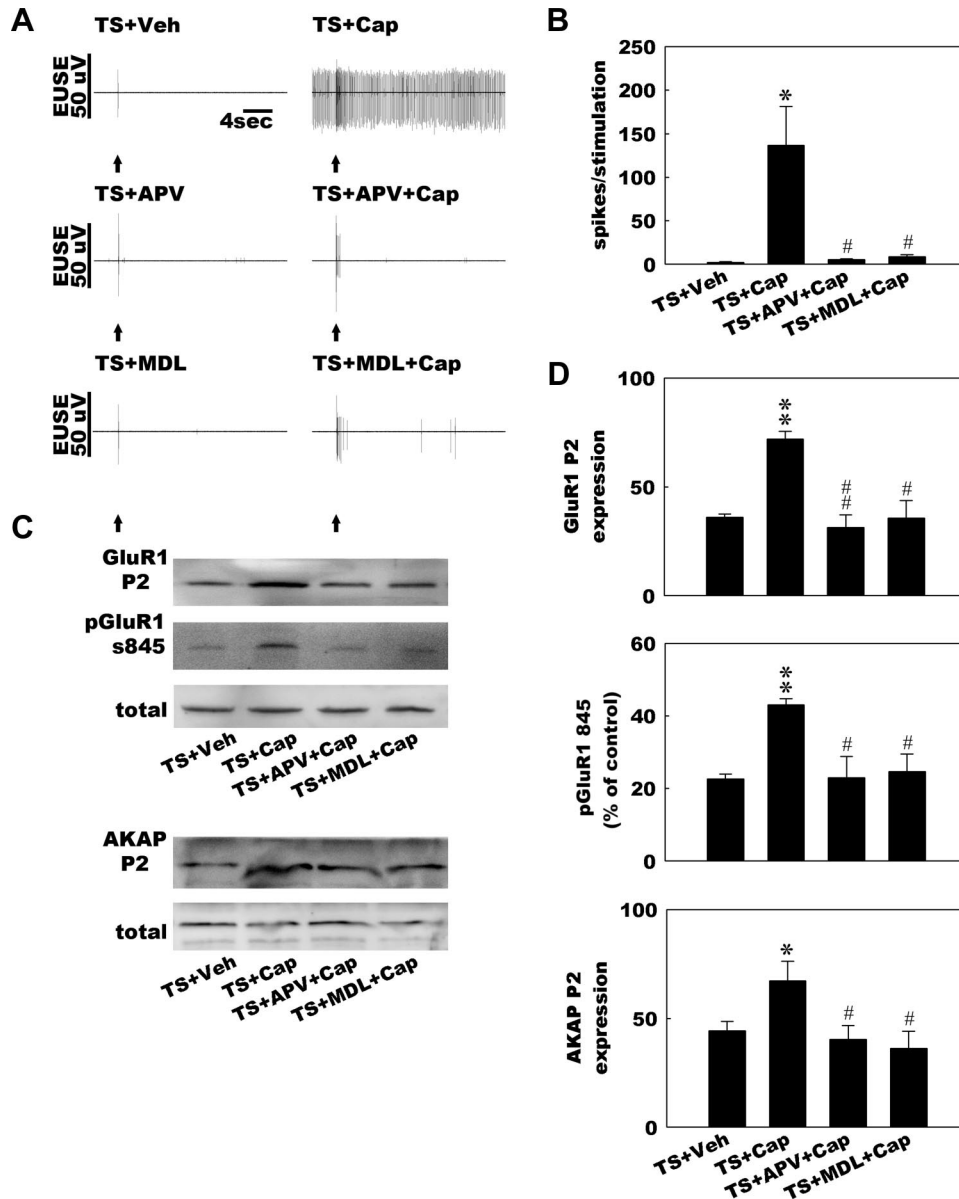 A
TS+Veh
TS+Cap
EUSE
50 uV
4sec
TS+APV
TS+APV+Cap
EUSE
50 uV
TS+MDL
TS+MDL+Cap
EUSE
50 uV
B
250
200
150
100
50
0
spikes/stimulation
*
#
#
TS+Veh
TS+Cap
TS+APV+Cap
TS+MDL+Cap
C
GluR1
P2
pGluR1
s845
total
TS+Veh
TS+Cap
TS+APV+Cap
TS+MDL+Cap
AKAP
P2
total
TS+Veh
TS+Cap
TS+APV+Cap
TS+MDL+Cap
D
100
50
0
GluR1 P2
expression
**
##
#
60
40
20
0
pGluR1 845
(% of control)
**
#
#
100
50
0
AKAP P2
expression
*
#
#
TS+Veh
TS+Cap
TS+APV+Cap
TS+MDL+Cap